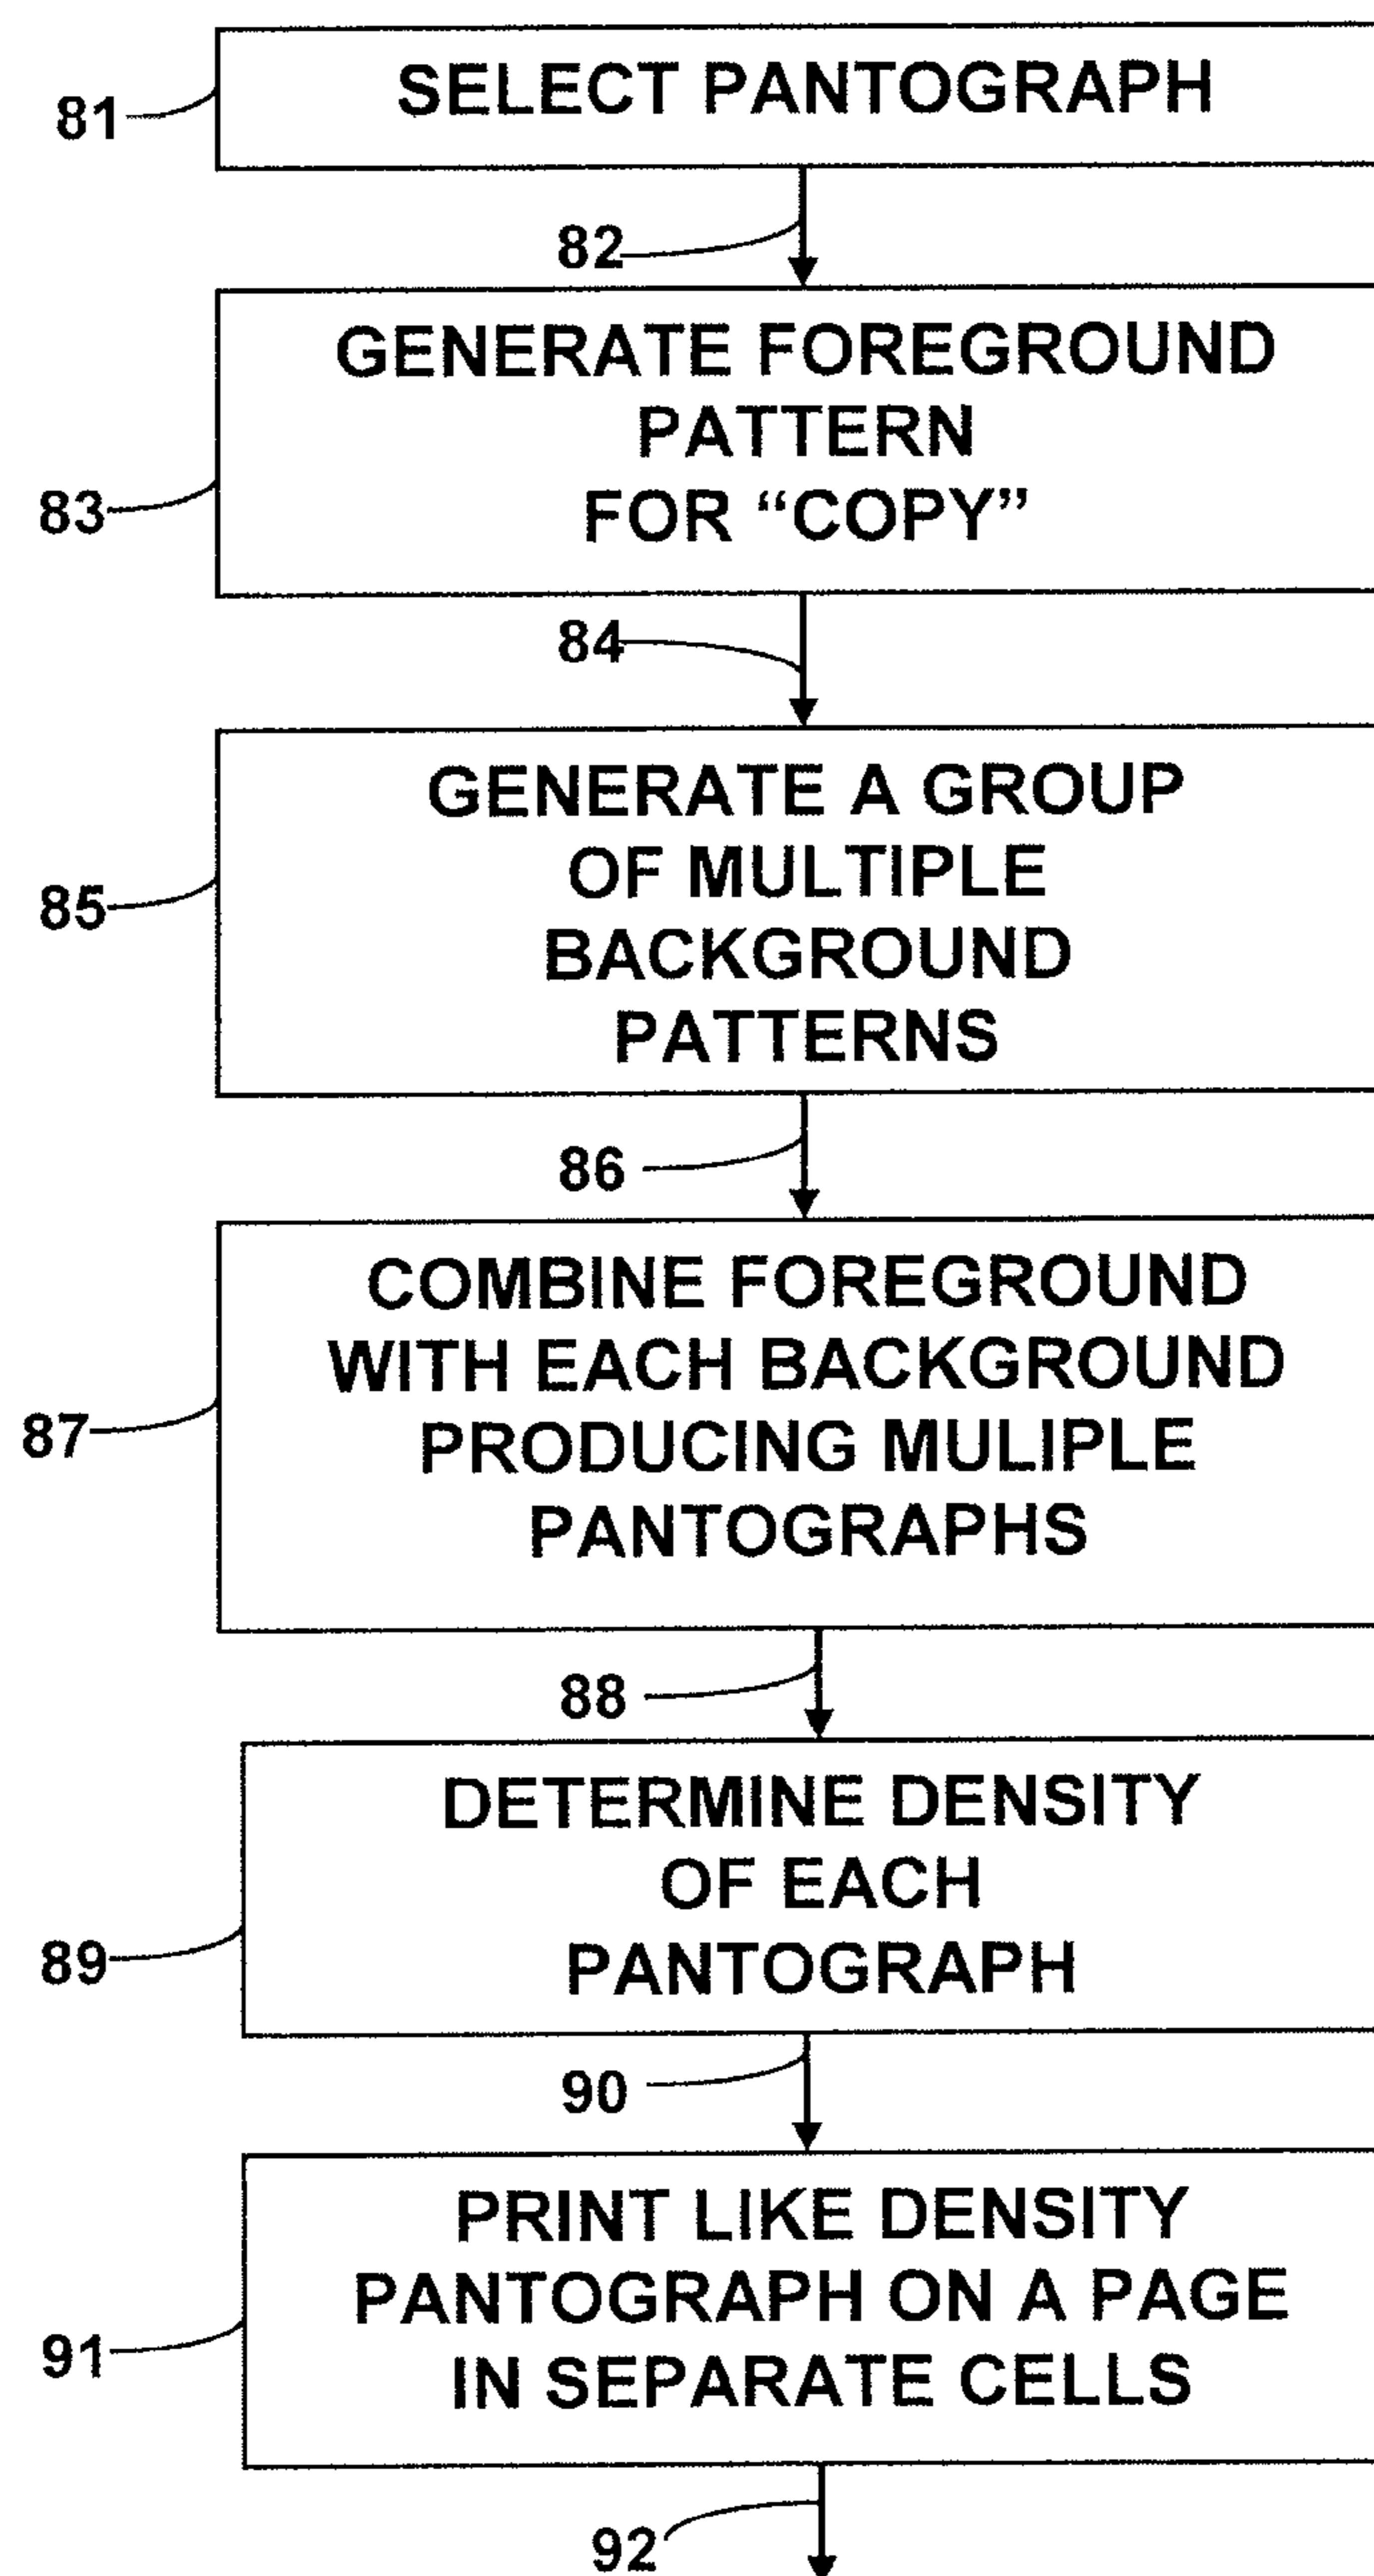 81
SELECT PANTOGRAPH
82
GENERATE FOREGROUND
PATTERN
FOR “COPY”
83
84
GENERATE A GROUP
OF MULTIPLE
BACKGROUND
PATTERNS
85
86
COMBINE FOREGROUND
WITH EACH BACKGROUND
PRODUCING MULIPLE
PANTOGRAPHS
87
88
DETERMINE DENSITY
OF EACH
PANTOGRAPH
89
90
PRINT LIKE DENSITY
PANTOGRAPH ON A PAGE
IN SEPARATE CELLS
91
92